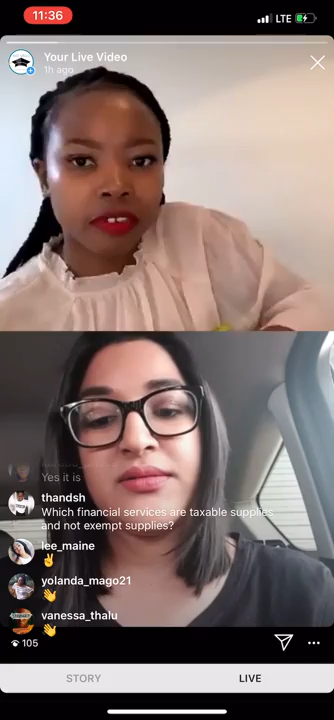 11:36
LTE
Your Live Video
1h ago
Yes it is
thandsh
Which financial services are taxable supplies
and not exempt supplies?
lee_maine
✌
yolanda_mago21
👋
vanessa_thalu
👋
105
STORY
LIVE